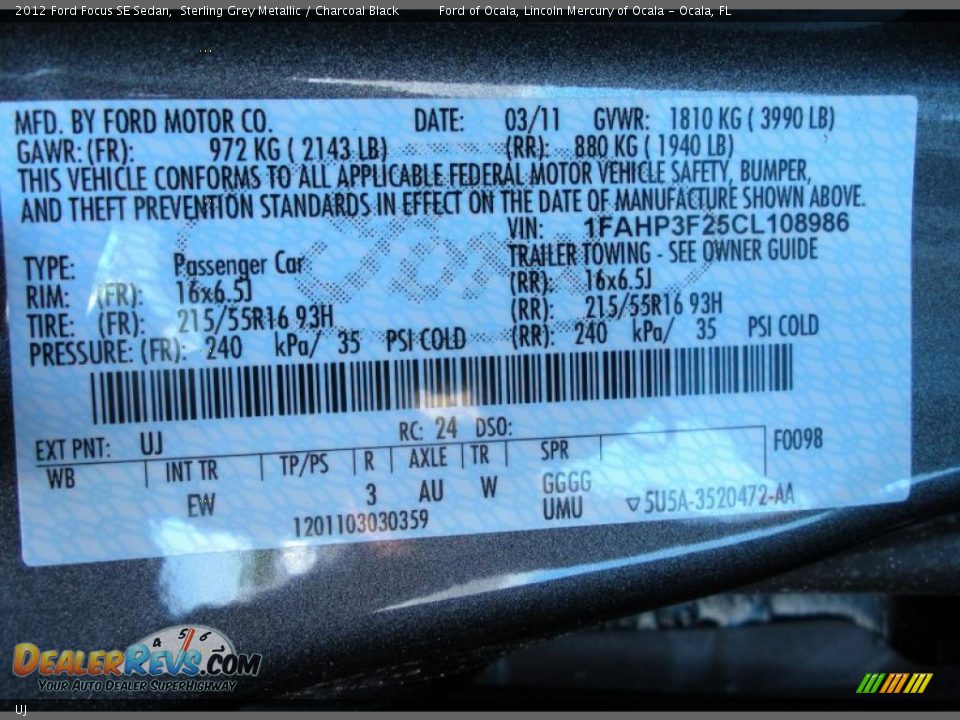 2012 Ford Focus SE Sedan, Sterling Grey Metallic / Charcoal Black Ford of Ocala, Lincoln Mercury of Ocala - Ocala, FL
MFD. BY FORD MOTOR CO. DATE: 03/11 GVWR: 1810 KG ( 3990 LB)
GAWR: (FR): 972 KG ( 2143 LB) (RR): 880 KG ( 1940 LB)
THIS VEHICLE CONFORMS TO ALL APPLICABLE FEDERAL MOTOR VEHICLE SAFETY, BUMPER,
AND THEFT PREVENTION STANDARDS IN EFFECT ON THE DATE OF MANUFACTURE SHOWN ABOVE.
VIN: 1FAHP3F25CL108986
TYPE: Passenger Car TRAILER TOWING - SEE OWNER GUIDE
RIM: (FR): 16x6.5J (RR): 16x6.5J
TIRE: (FR): 215/55R16 93H (RR): 215/55R16 93H
PRESSURE: (FR): 240 kPa/ 35 PSI COLD (RR): 240 kPa/ 35 PSI COLD
EXT PNT: UJ RC: 24 DSO: F0098
WB INT TR TP/PS R AXLE TR SPR
EW 3 AU W GGGG
UMU
1201103030359 ▽5U5A-3520472-AA
4 5 6
DEALERREVS.COM
YOUR AUTO DEALER SUPERHIGHWAY
UJ